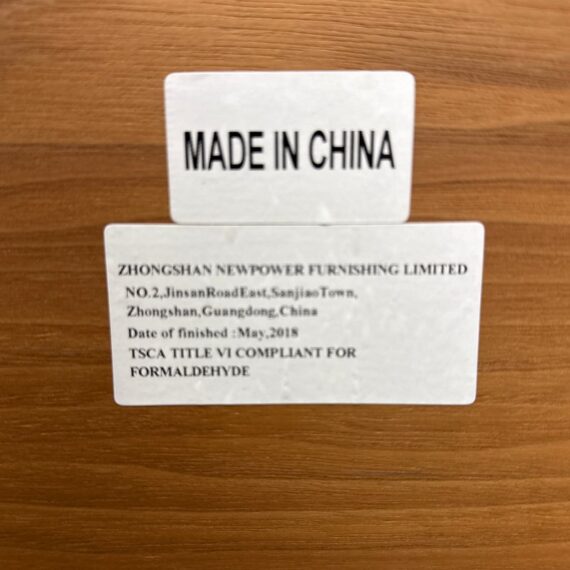 MADE IN CHINA
ZHONGSHAN NEWPOWER FURNISHING LIMITED
NO.2,JinsanRoadEast,SanjiaoTown,
Zhongshan,Guangdong,China
Date of finished :May,2018
TSCA TITLE VI COMPLIANT FOR
FORMALDEHYDE